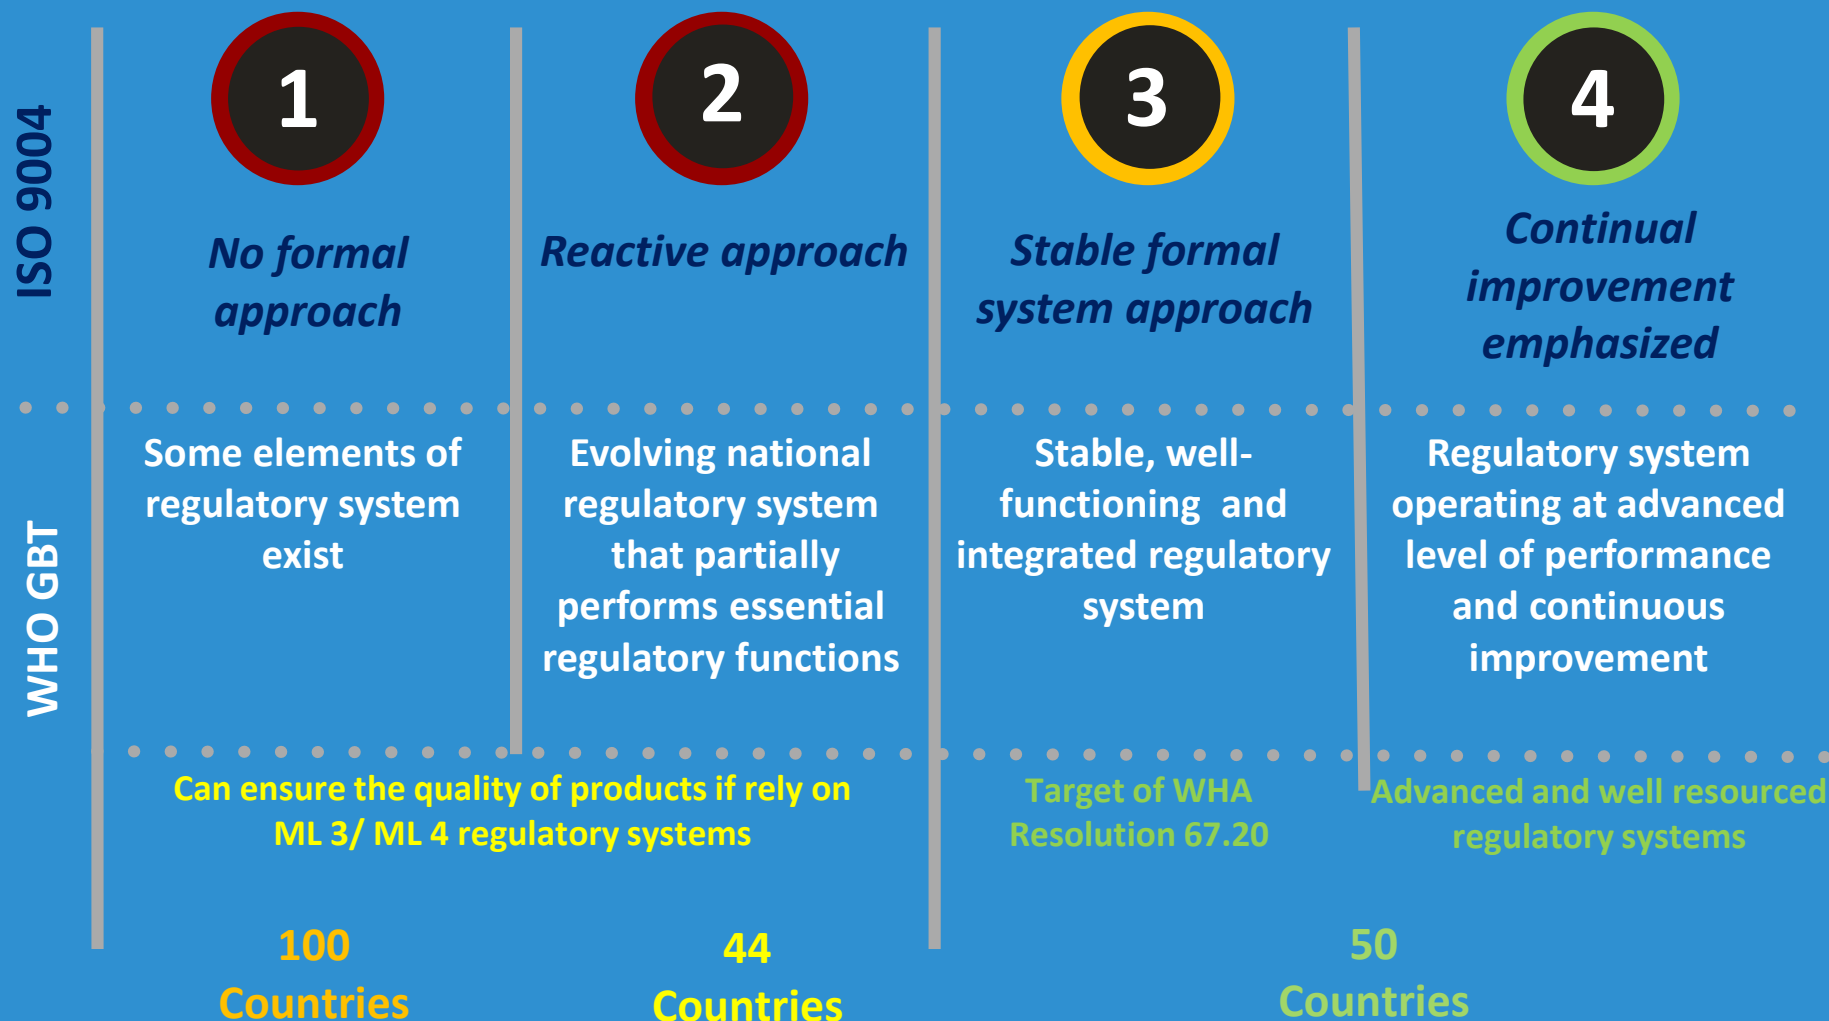 ISO 9004
1
2
3
4
No formal
approach
Reactive approach
Stable formal
system approach
Continual
improvement
emphasized
WHO GBT
Some elements of
regulatory system
exist
Evolving national
regulatory system
that partially
performs essential
regulatory functions
Stable, well-
functioning and
integrated regulatory
system
Regulatory system
operating at advanced
level of performance
and continuous
improvement
Can ensure the quality of products if rely on
ML 3/ ML 4 regulatory systems
Target of WHA
Resolution 67.20
Advanced and well resourced
regulatory systems
100
Countries
44
Countries
50
Countries